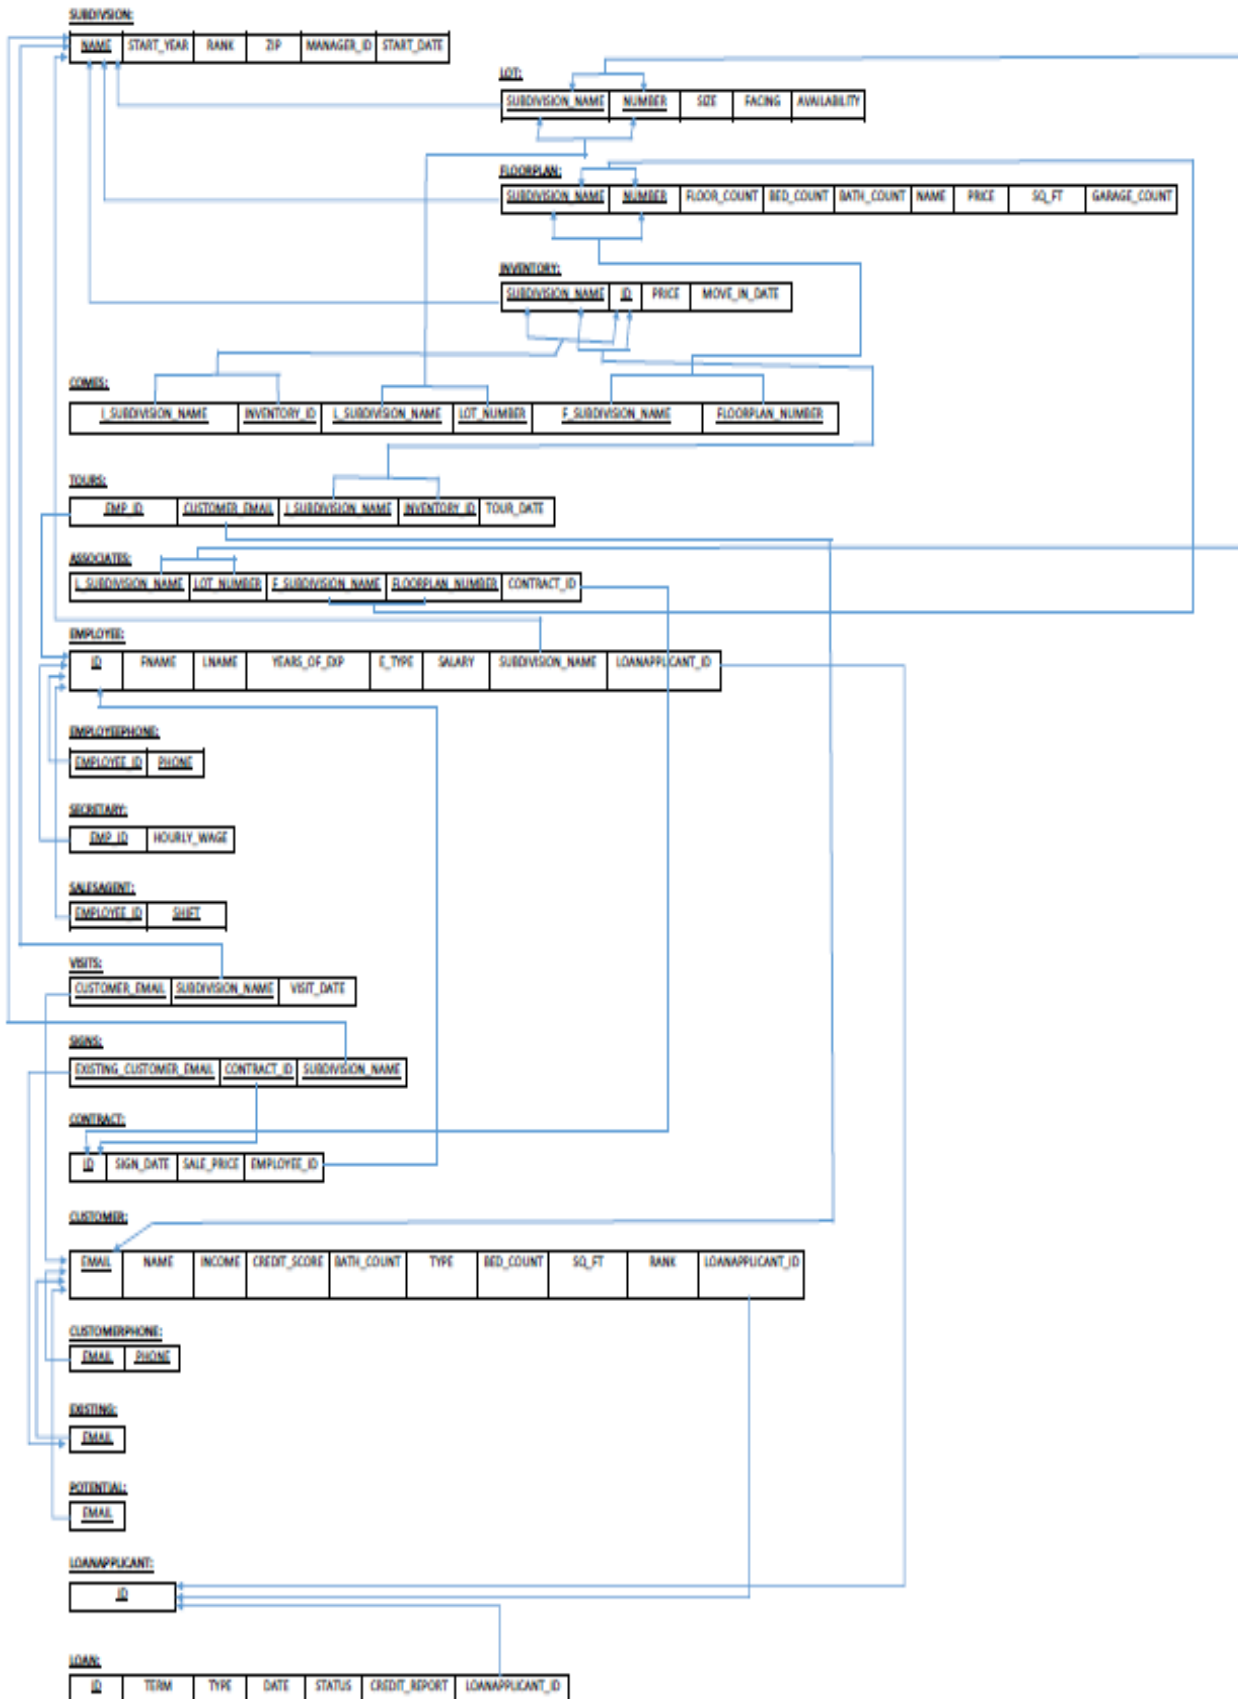 SUBDIVSION:
NAME START_YEAR RANK ZIP MANAGER_ID START_DATE
LOT:
SUBDIVISION_NAME NUMBER SIZE FACING AVAILABILITY
FLOORPLAN:
SUBDIVISION_NAME NUMBER FLOOR_COUNT BED_COUNT BATH_COUNT NAME PRICE SQ_FT GARAGE_COUNT
INVENTORY:
SUBDIVISION_NAME ID PRICE MOVE_IN_DATE
COMES:
I_SUBDIVISION_NAME INVENTORY_ID L_SUBDIVISION_NAME LOT_NUMBER F_SUBDIVISION_NAME FLOORPLAN_NUMBER
TOURS:
EMP_ID CUSTOMER_EMAIL I_SUBDIVISION_NAME INVENTORY_ID TOUR_DATE
ASSOCIATES:
L_SUBDIVISION_NAME LOT_NUMBER F_SUBDIVISION_NAME FLOORPLAN_NUMBER CONTRACT_ID
EMPLOYEE:
ID FNAME LNAME YEARS_OF_EXP E_TYPE SALARY SUBDIVISION_NAME LOANAPPLICANT_ID
EMPLOYEEPHONE:
EMPLOYEE_ID PHONE
SECRETARY:
EMP_ID HOURLY_WAGE
SALESAGENT:
EMPLOYEE_ID SHIFT
VISITS:
CUSTOMER_EMAIL SUBDIVISION_NAME VISIT_DATE
SIGNS:
EXISTING_CUSTOMER_EMAIL CONTRACT_ID SUBDIVISION_NAME
CONTRACT:
ID SIGN_DATE SALE_PRICE EMPLOYEE_ID
CUSTOMER:
EMAIL NAME INCOME CREDIT_SCORE BATH_COUNT TYPE BED_COUNT SQ_FT RANK LOANAPPLICANT_ID
CUSTOMERPHONE:
EMAIL PHONE
EXISTING:
EMAIL
POTENTIAL:
EMAIL
LOANAPPLICANT:
ID
LOAN:
ID TERM TYPE DATE STATUS CREDIT_REPORT LOANAPPLICANT_ID